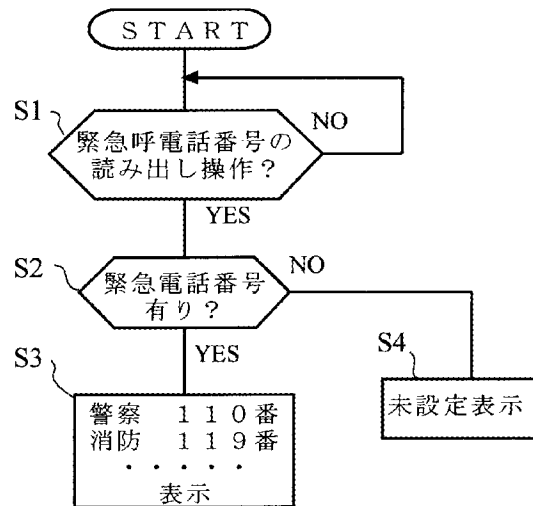 ＳＴＡＲＴ
S1
緊急呼電話番号の
読み出し操作？
NO
YES
S2
緊急電話番号
有り？
NO
YES
S3
警察　１１０番
消防　１１９番
・・・・・
表示
S4
未設定表示